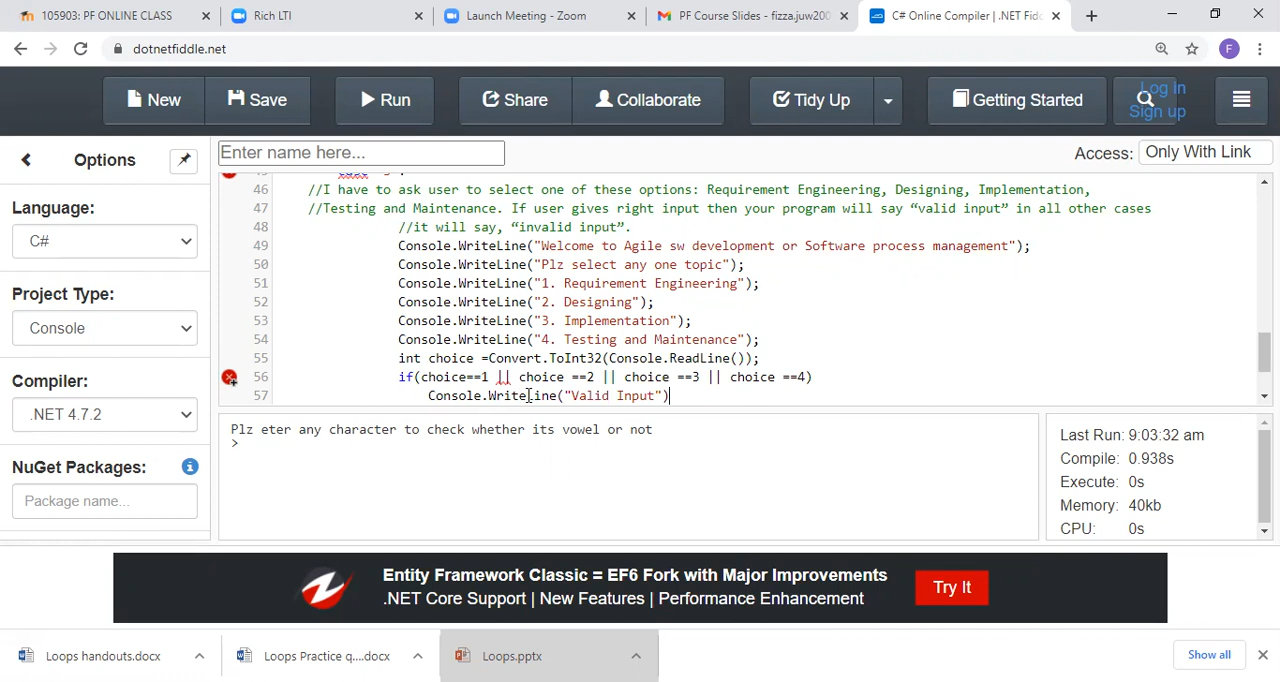 105903: PF ONLINE CLASS
Rich LTI
Launch Meeting - Zoom
PF Course Slides - fizza.juw200
C# Online Compiler | .NET Fidd
dotnetfiddle.net
F
New
Save
Run
Share
Collaborate
Tidy Up
Getting Started
Log in
Sign up
Options
Enter name here...
Access: Only With Link
Language:
C#
Project Type:
Console
Compiler:
.NET 4.7.2
NuGet Packages:
Package name...
46 //I have to ask user to select one of these options: Requirement Engineering, Designing, Implementation,
47 //Testing and Maintenance. If user gives right input then your program will say “valid input” in all other cases
48 //it will say, “invalid input”.
49 Console.WriteLine("Welcome to Agile sw development or Software process management");
50 Console.WriteLine("Plz select any one topic");
51 Console.WriteLine("1. Requirement Engineering");
52 Console.WriteLine("2. Designing");
53 Console.WriteLine("3. Implementation");
54 Console.WriteLine("4. Testing and Maintenance");
55 int choice =Convert.ToInt32(Console.ReadLine());
56 if(choice==1 || choice ==2 || choice ==3 || choice ==4)
57 Console.WriteLine("Valid Input")
Plz eter any character to check whether its vowel or not
>
Last Run: 9:03:32 am
Compile: 0.938s
Execute: 0s
Memory: 40kb
CPU: 0s
Entity Framework Classic = EF6 Fork with Major Improvements
.NET Core Support | New Features | Performance Enhancement
Try It
Loops handouts.docx
Loops Practice q....docx
Loops.pptx
Show all